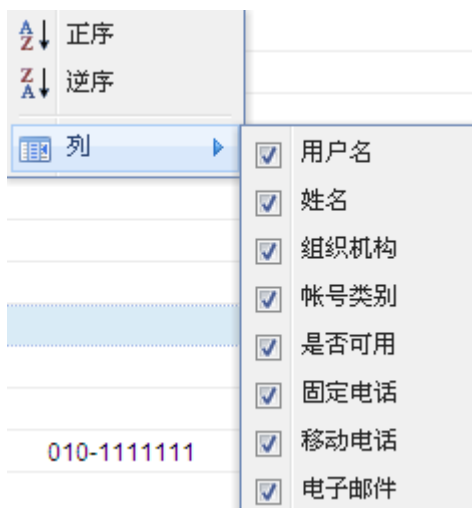 正序
逆序
列
用户名
姓名
组织机构
帐号类别
是否可用
固定电话
移动电话
电子邮件
010-1111111